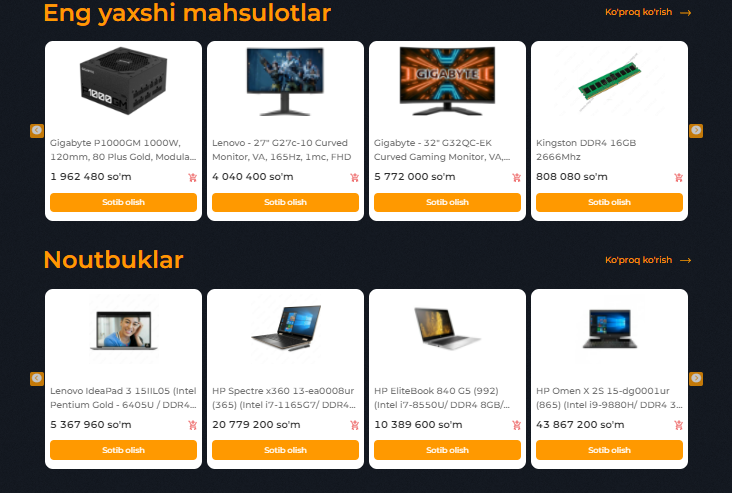 Eng yaxshi mahsulotlar
Ko'proq ko'rish
GIGABYTE
Gigabyte P1000GM 1000W,
120mm, 80 Plus Gold, Modula...
1 962 480 so'm
Sotib olish
Lenovo - 27" G27c-10 Curved
Monitor, VA, 165Hz, 1mc, FHD
4 040 400 so'm
Sotib olish
Gigabyte - 32" G32QC-EK
Curved Gaming Monitor, VA,...
5 772 000 so'm
Sotib olish
Kingston DDR4 16GB
2666Mhz
808 080 so'm
Sotib olish
Noutbuklar
Ko'proq ko'rish
Lenovo IdeaPad 3 15IIL05 (Intel
Pentium Gold - 6405U / DDR4...
5 367 960 so'm
Sotib olish
HP Spectre x360 13-ea0008ur
(365) (Intel i7-1165G7/ DDR4...
20 779 200 so'm
Sotib olish
HP EliteBook 840 G5 (992)
(Intel i7-8550U/ DDR4 8GB/...
10 389 600 so'm
Sotib olish
HP Omen X 2S 15-dg0001ur
(865) (Intel i9-9880H/ DDR4 3...
43 867 200 so'm
Sotib olish